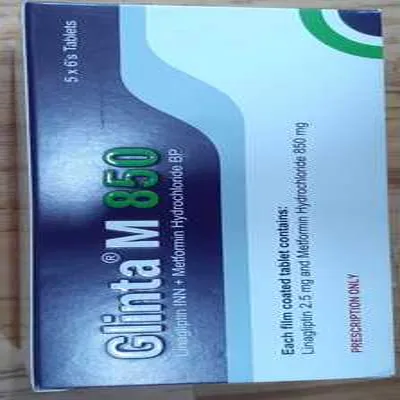 5 x 6's Tablets
Glinta® M 850
Linagliptin INN + Metformin Hydrochloride BP
Each film coated tablet contains:
Linagliptin 2.5 mg and Metformin Hydrochloride 850 mg
PRESCRIPTION ONLY